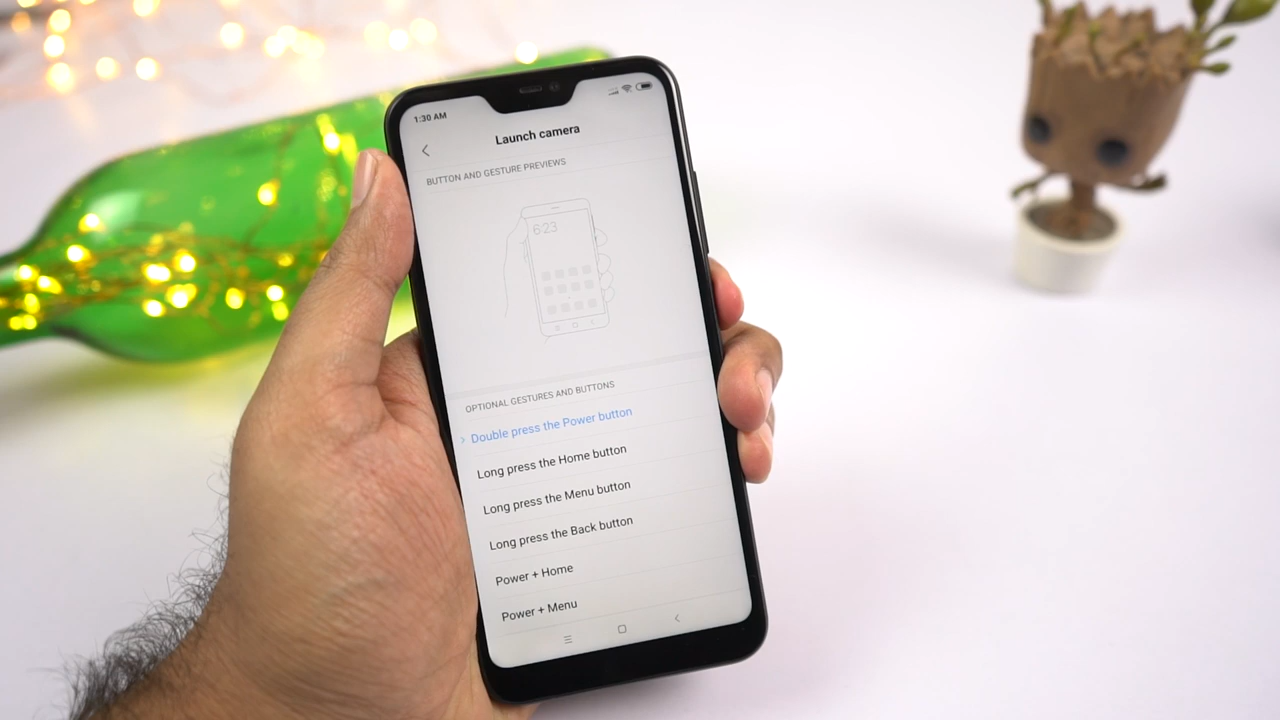 1:30 AM
Launch camera
BUTTON AND GESTURE PREVIEWS
6:23
OPTIONAL GESTURES AND BUTTONS
Double press the Power button
Long press the Home button
Long press the Menu button
Long press the Back button
Power + Home
Power + Menu